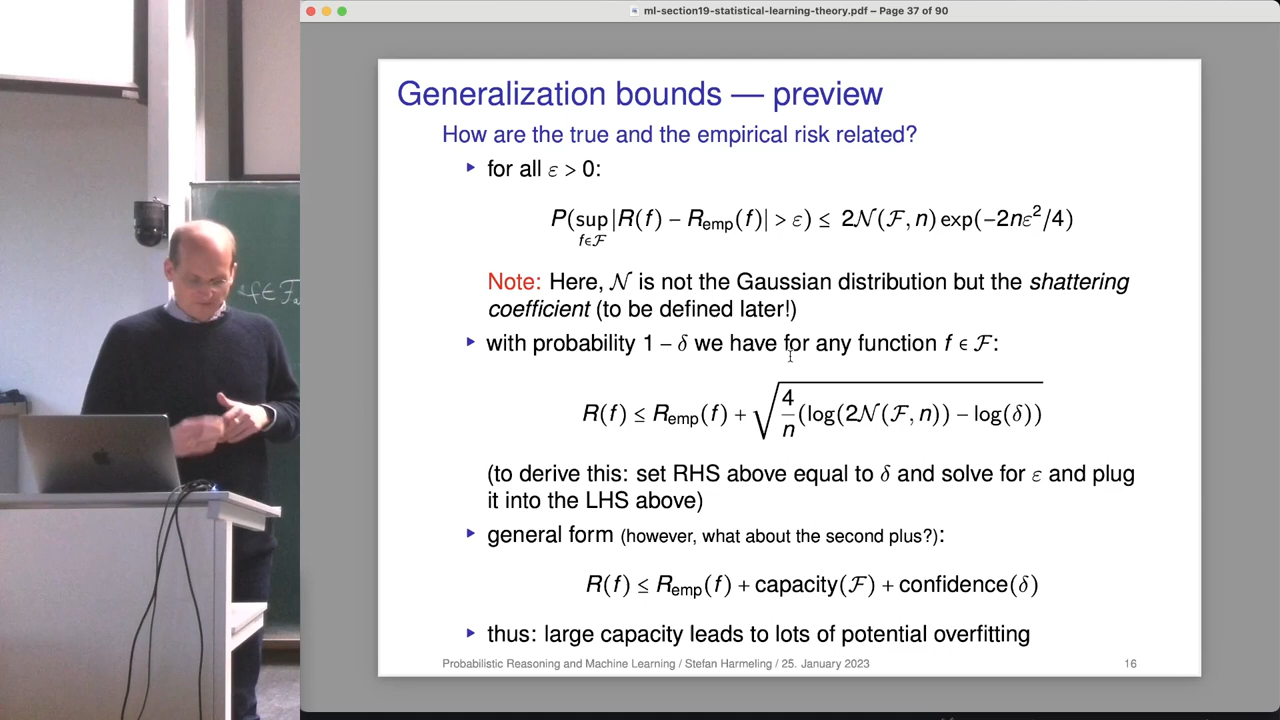 ml-section19-statistical-learning-theory.pdf – Page 37 of 90
Generalization bounds — preview
How are the true and the empirical risk related?
for all ε > 0:
P(sup |R(f) − Remp(f)| > ε) ≤ 2𝒩(ℱ, n) exp(−2nε²/4)
f∈ℱ
Note: Here, 𝒩 is not the Gaussian distribution but the shattering
coefficient (to be defined later!)
with probability 1 − δ we have for any function f ∈ ℱ:
R(f) ≤ Remp(f) + √(4/n (log(2𝒩(ℱ, n)) − log(δ)))
(to derive this: set RHS above equal to δ and solve for ε and plug
it into the LHS above)
general form (however, what about the second plus?):
R(f) ≤ Remp(f) + capacity(ℱ) + confidence(δ)
thus: large capacity leads to lots of potential overfitting
Probabilistic Reasoning and Machine Learning / Stefan Harmeling / 25. January 2023 16